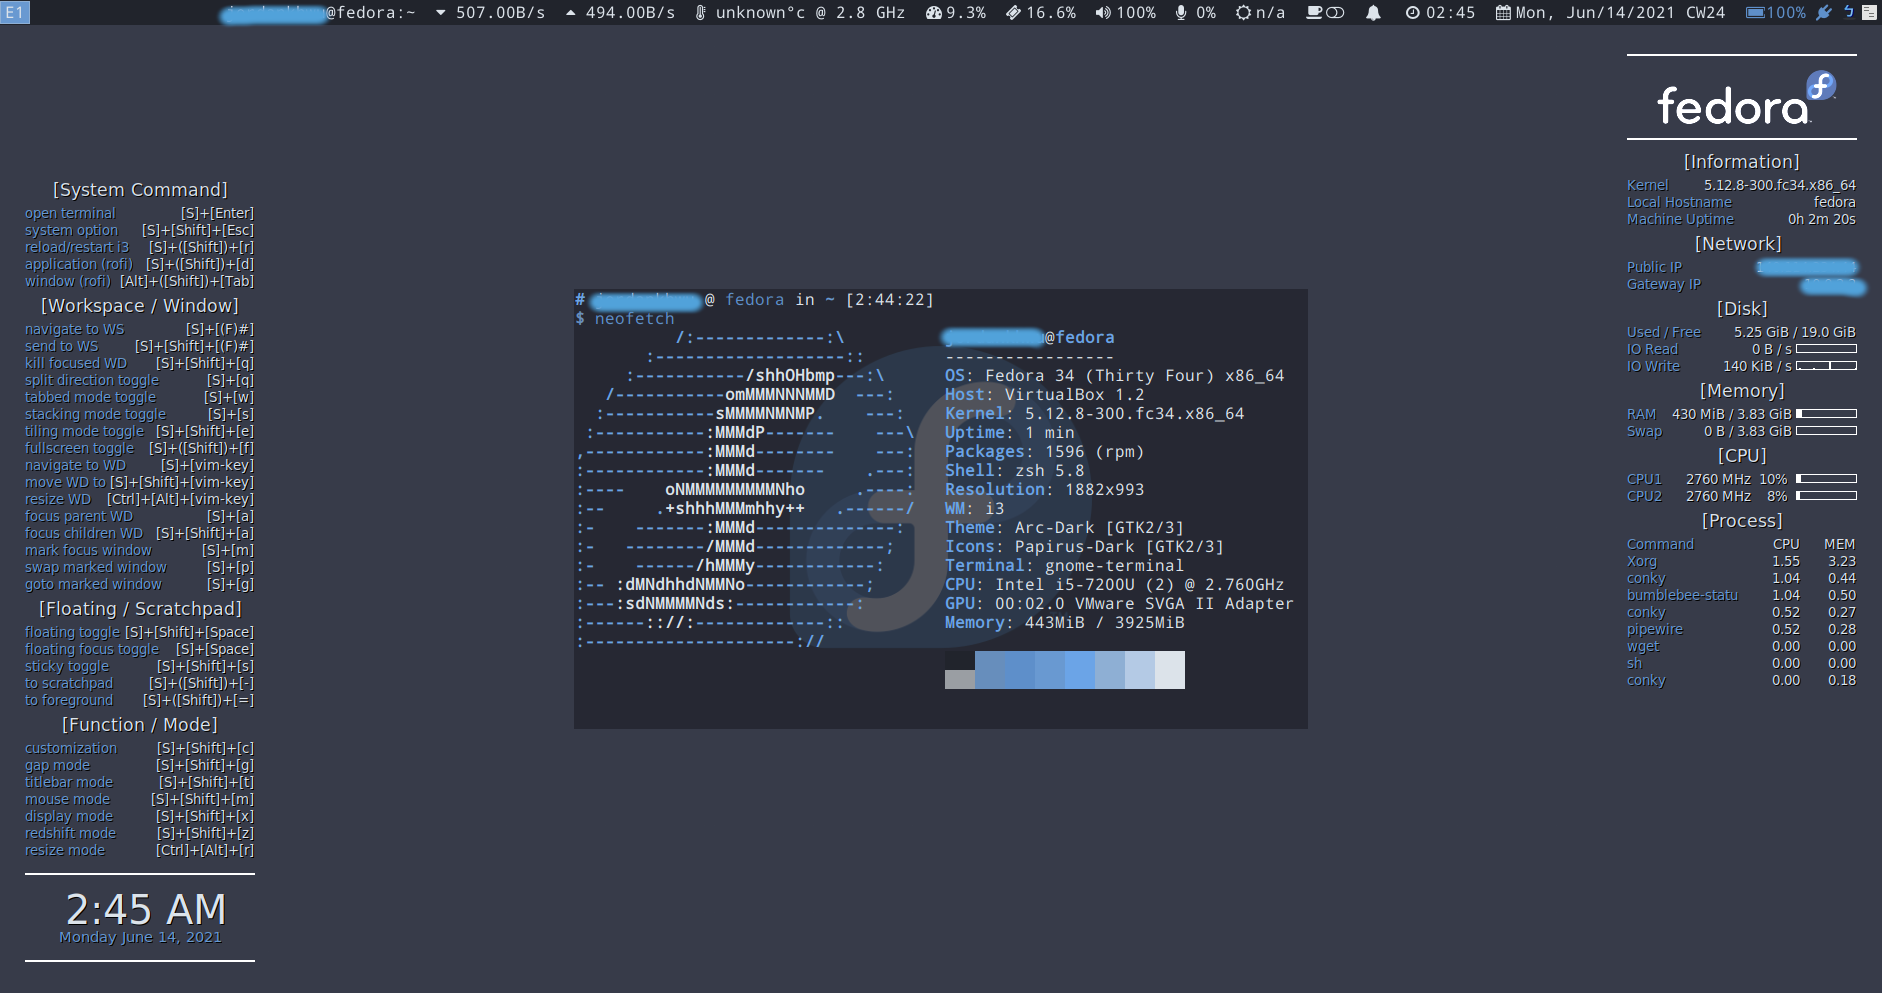 E1
@fedora:~ 507.00B/s 494.00B/s unknown°c @ 2.8 GHz 9.3% 16.6% 100% 0% n/a 02:45 Mon, Jun/14/2021 CW24 100%
[System Command]
open terminal [S]+[Enter]
system option [S]+[Shift]+[Esc]
reload/restart i3 [S]+([Shift])+[r]
application (rofi) [S]+([Shift])+[d]
window (rofi) [Alt]+([Shift])+[Tab]
[Workspace / Window]
navigate to WS [S]+[(F)#]
send to WS [S]+[Shift]+[(F)#]
kill focused WD [S]+[Shift]+[q]
split direction toggle [S]+[q]
tabbed mode toggle [S]+[w]
stacking mode toggle [S]+[s]
tiling mode toggle [S]+[Shift]+[e]
fullscreen toggle [S]+([Shift])+[f]
navigate to WD [S]+[vim-key]
move WD to [S]+[Shift]+[vim-key]
resize WD [Ctrl]+[Alt]+[vim-key]
focus parent WD [S]+[a]
focus children WD [S]+[Shift]+[a]
mark focus window [S]+[m]
swap marked window [S]+[p]
goto marked window [S]+[g]
[Floating / Scratchpad]
floating toggle [S]+[Shift]+[Space]
floating focus toggle [S]+[Space]
sticky toggle [S]+[Shift]+[s]
to scratchpad [S]+([Shift])+[-]
to foreground [S]+([Shift])+[=]
[Function / Mode]
customization [S]+[Shift]+[c]
gap mode [S]+[Shift]+[g]
titlebar mode [S]+[Shift]+[t]
mouse mode [S]+[Shift]+[m]
display mode [S]+[Shift]+[x]
redshift mode [S]+[Shift]+[z]
resize mode [Ctrl]+[Alt]+[r]
2:45 AM
Monday June 14, 2021
# @ fedora in ~ [2:44:22]
$ neofetch
/:-------------:\
:-------------------::
:-----------/shhOHbmp---:\
/-----------omMMMNNNMMD  ---:
:-----------sMMMMNMNMP.    ---:
:-----------:MMMdP-------    ---\
,------------:MMMd--------    ---:
:------------:MMMd-------    .---:
:----    oNMMMMMMMMMNho     .----:
:--     .+shhhMMMmhhy++   .------/
:-    -------:MMMd--------------:
:-   --------/MMMd-------------;
:-    ------/hMMMy------------:
:-- :dMNdhhdNMMNo------------;
:---:sdNMMMMNds:------------:
:------:://:-------------::
:---------------------://
@fedora
-----------------
OS: Fedora 34 (Thirty Four) x86_64
Host: VirtualBox 1.2
Kernel: 5.12.8-300.fc34.x86_64
Uptime: 1 min
Packages: 1596 (rpm)
Shell: zsh 5.8
Resolution: 1882x993
WM: i3
Theme: Arc-Dark [GTK2/3]
Icons: Papirus-Dark [GTK2/3]
Terminal: gnome-terminal
CPU: Intel i5-7200U (2) @ 2.760GHz
GPU: 00:02.0 VMware SVGA II Adapter
Memory: 443MiB / 3925MiB
fedora
[Information]
Kernel 5.12.8-300.fc34.x86_64
Local Hostname fedora
Machine Uptime 0h 2m 20s
[Network]
Public IP
Gateway IP
[Disk]
Used / Free 5.25 GiB / 19.0 GiB
IO Read 0 B / s
IO Write 140 KiB / s
[Memory]
RAM 430 MiB / 3.83 GiB
Swap 0 B / 3.83 GiB
[CPU]
CPU1 2760 MHz 10%
CPU2 2760 MHz 8%
[Process]
Command CPU MEM
Xorg 1.55 3.23
conky 1.04 0.44
bumblebee-statu 1.04 0.50
conky 0.52 0.27
pipewire 0.52 0.28
wget 0.00 0.00
sh 0.00 0.00
conky 0.00 0.18